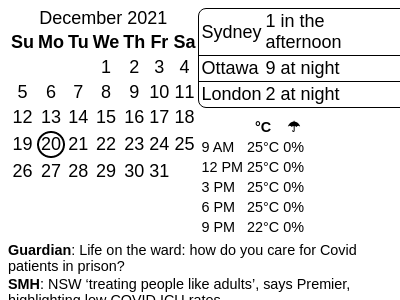 December 2021
Su Mo Tu We Th Fr Sa
1 2 3 4
5 6 7 8 9 10 11
12 13 14 15 16 17 18
19 20 21 22 23 24 25
26 27 28 29 30 31
Sydney 1 in the afternoon
Ottawa 9 at night
London 2 at night
°C ☂
9 AM 25°C 0%
12 PM 25°C 0%
3 PM 25°C 0%
6 PM 25°C 0%
9 PM 22°C 0%
Guardian: Life on the ward: how do you care for Covid
patients in prison?
SMH: NSW ‘treating people like adults’, says Premier,
highlighting low COVID ICU rates